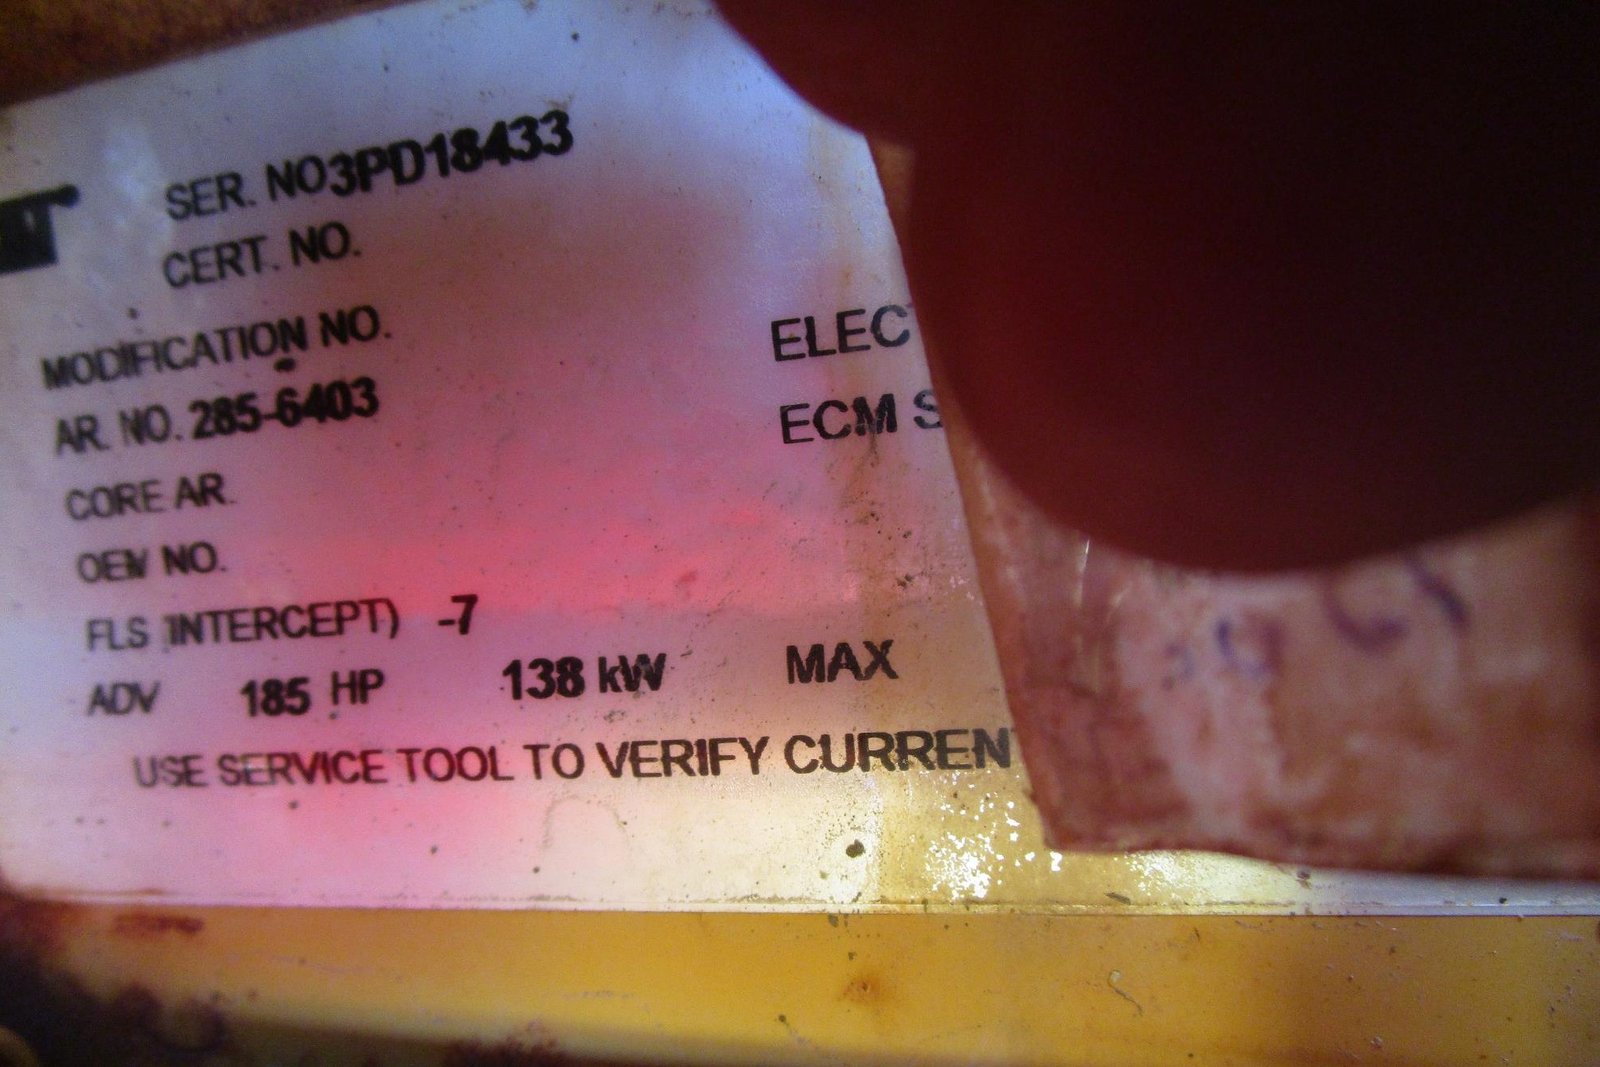 SER. NO3PD18433
CERT. NO.
MODIFICATION NO.
AR. NO. 285-6403
CORE AR.
OEM NO.
FLS (INTERCEPT) -7
ADV 185 HP 138 kW MAX
USE SERVICE TOOL TO VERIFY CURREN
ELEC
ECM S